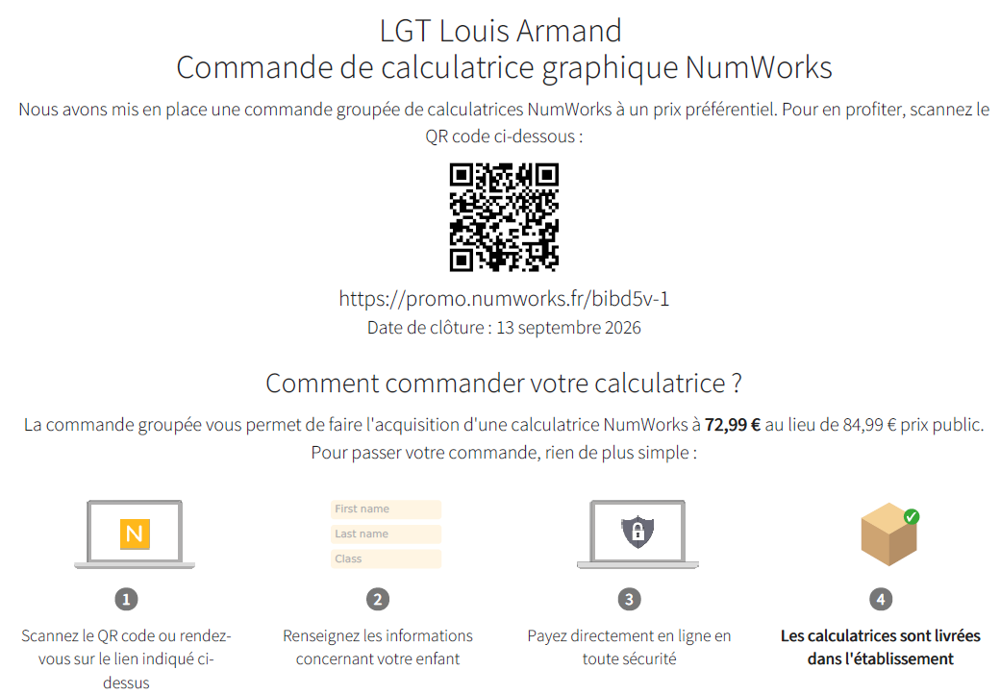 LGT Louis Armand
Commande de calculatrice graphique NumWorks
Nous avons mis en place une commande groupée de calculatrices NumWorks à un prix préférentiel. Pour en profiter, scannez le
QR code ci-dessous :
https://promo.numworks.fr/bibd5v-1
Date de clôture : 13 septembre 2026
Comment commander votre calculatrice ?
La commande groupée vous permet de faire l'acquisition d'une calculatrice NumWorks à 72,99 € au lieu de 84,99 € prix public.
Pour passer votre commande, rien de plus simple :
N
1
Scannez le QR code ou rendez-
vous sur le lien indiqué ci-
dessus
First name
Last name
Class
2
Renseignez les informations
concernant votre enfant
3
Payez directement en ligne en
toute sécurité
4
Les calculatrices sont livrées
dans l'établissement